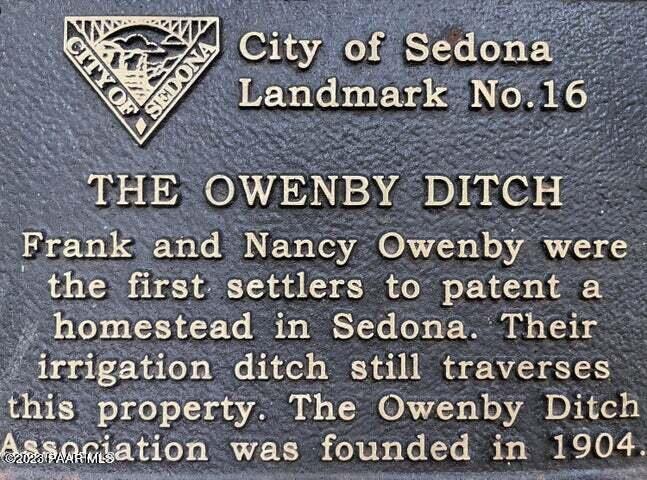 CITY OF SEDONA
City of Sedona
Landmark No.16
THE OWENBY DITCH
Frank and Nancy Owenby were
the first settlers to patent a
homestead in Sedona. Their
irrigation ditch still traverses
this property. The Owenby Ditch
Association was founded in 1904.
©2023 PAAR MLS